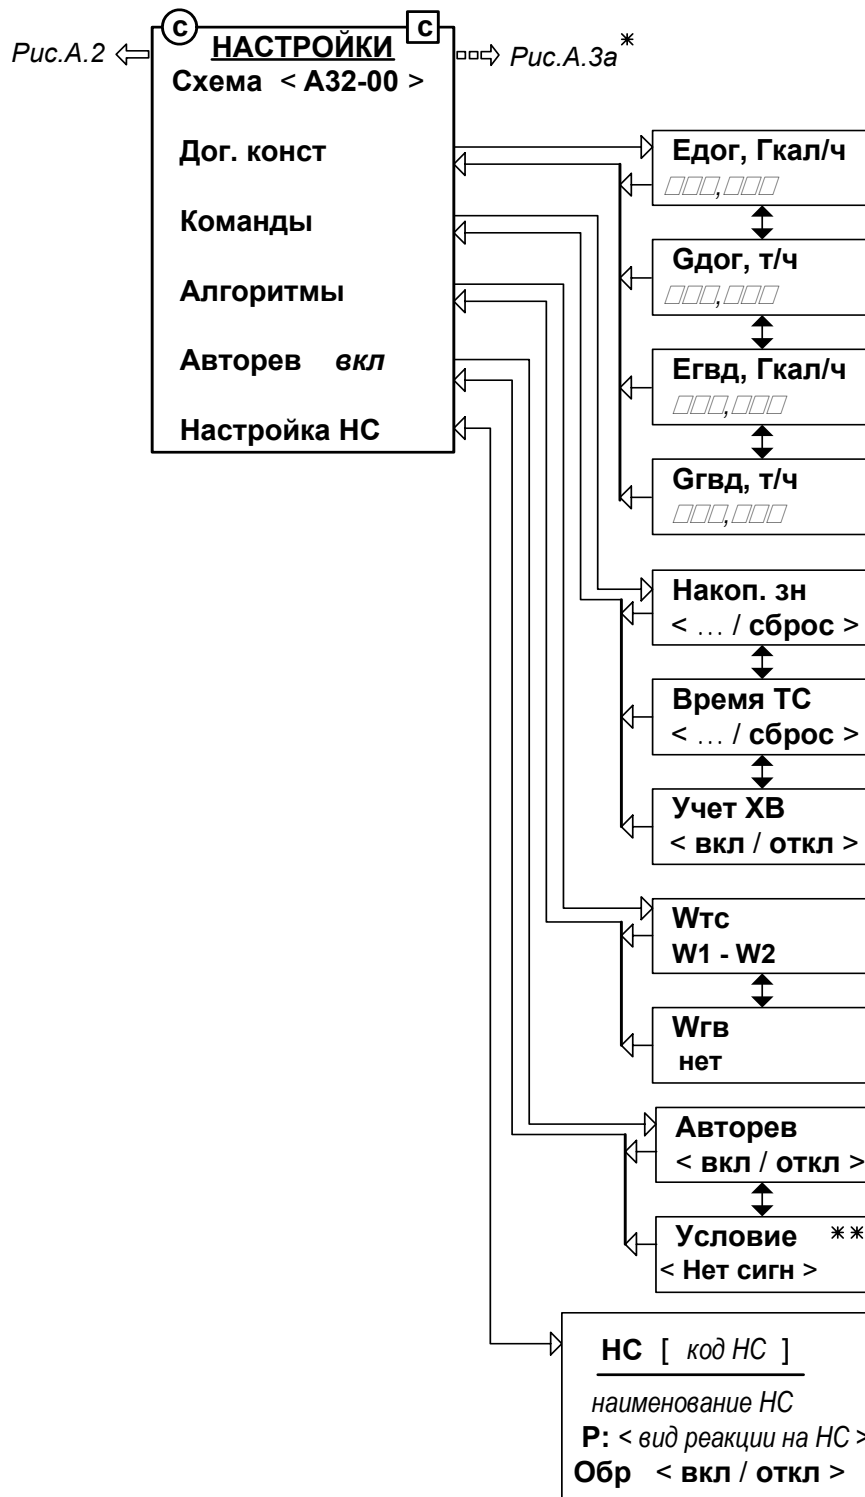 с с
Рис.А.2 НАСТРОЙКИ Рис.А.3а*
Схема < А32-00 >
Дог. конст
Команды
Алгоритмы
Авторев вкл
Настройка НС
Eдог, Гкал/ч
□□□,□□□
Gдог, т/ч
□□□,□□□
Eгвд, Гкал/ч
□□□,□□□
Gгвд, т/ч
□□□,□□□
Накоп. зн
< ... / сброс >
Время ТС
< ... / сброс >
Учет ХВ
< вкл / откл >
Wтс
W1 - W2
Wгв
нет
Авторев
< вкл / откл >
Условие **
< Нет сигн >
НС [ код НС ]
наименование НС
Р: < вид реакции на НС >
Обр < вкл / откл >